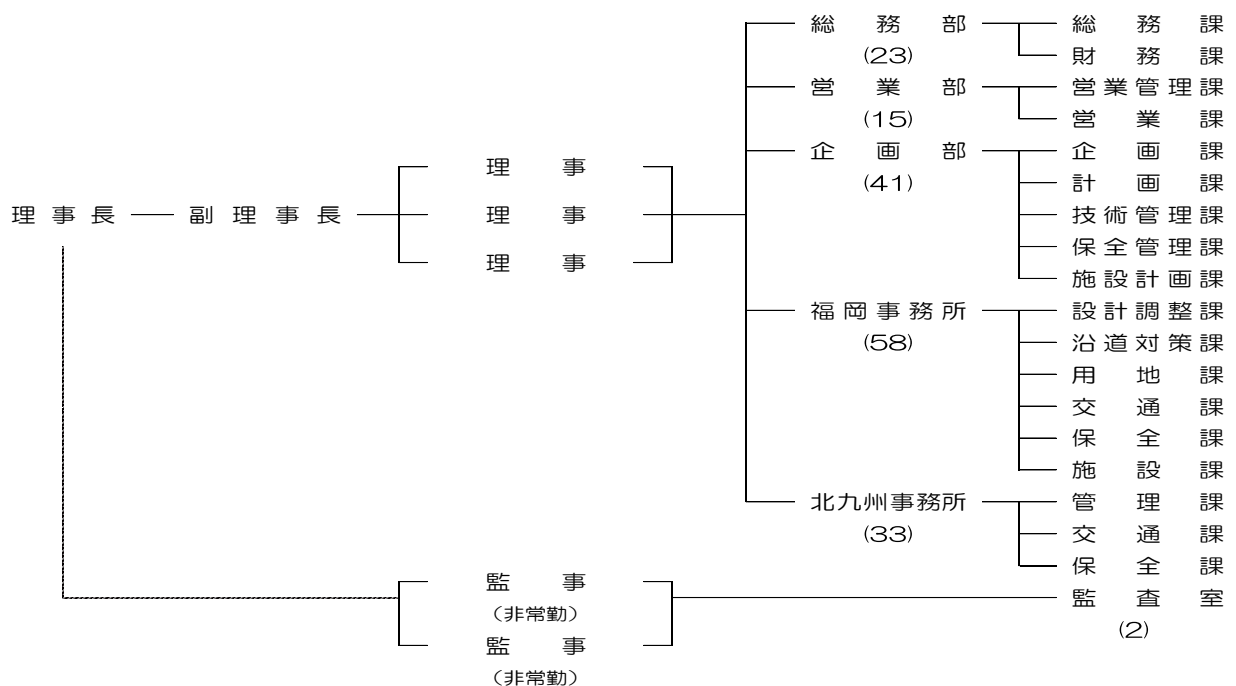 総務部 総務課
(23) 財務課
営業部 営業管理課
(15) 営業課
企画部 企画課
理事
(41) 計画課
理事長 副理事長 理事 技術管理課
保全管理課
理事
施設計画課
福岡事務所 設計調整課
(58) 沿道対策課
用地課
交通課
保全課
施設課
北九州事務所 管理課
(33) 交通課
保全課
監事
監査室
(非常勤)
(2)
監事
(非常勤)